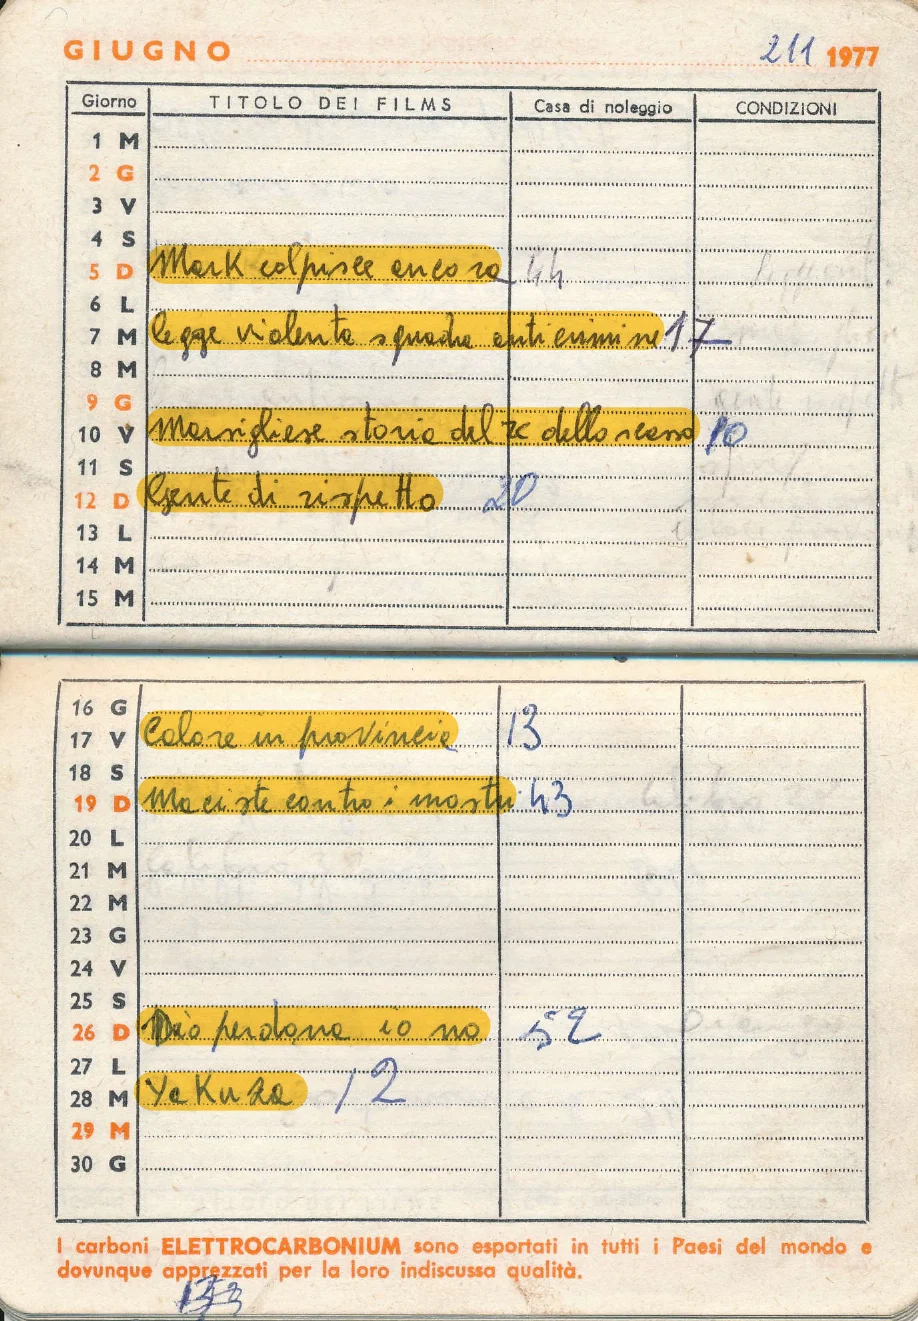 GIUGNO 211 1977
Giorno TITOLO DEI FILMS Casa di noleggio CONDIZIONI
1 M
2 G
3 V
4 S
5 D Mark colpisce ancora 44
6 L
7 M legge violenta squadra anticrimine 17
8 M
9 G
10 V Marsigliese storia del re dello scasso 10
11 S
12 D Gente di rispetto 20
13 L
14 M
15 M
16 G
17 V Calore in provincia 13
18 S
19 D Maciste contro i mostri 43
20 L
21 M
22 M
23 G
24 V
25 S
26 D Dio perdona io no 52
27 L
28 M Yakuza 12
29 M
30 G
I carboni ELETTROCARBONIUM sono esportati in tutti i Paesi del mondo e
dovunque apprezzati per la loro indiscussa qualità.